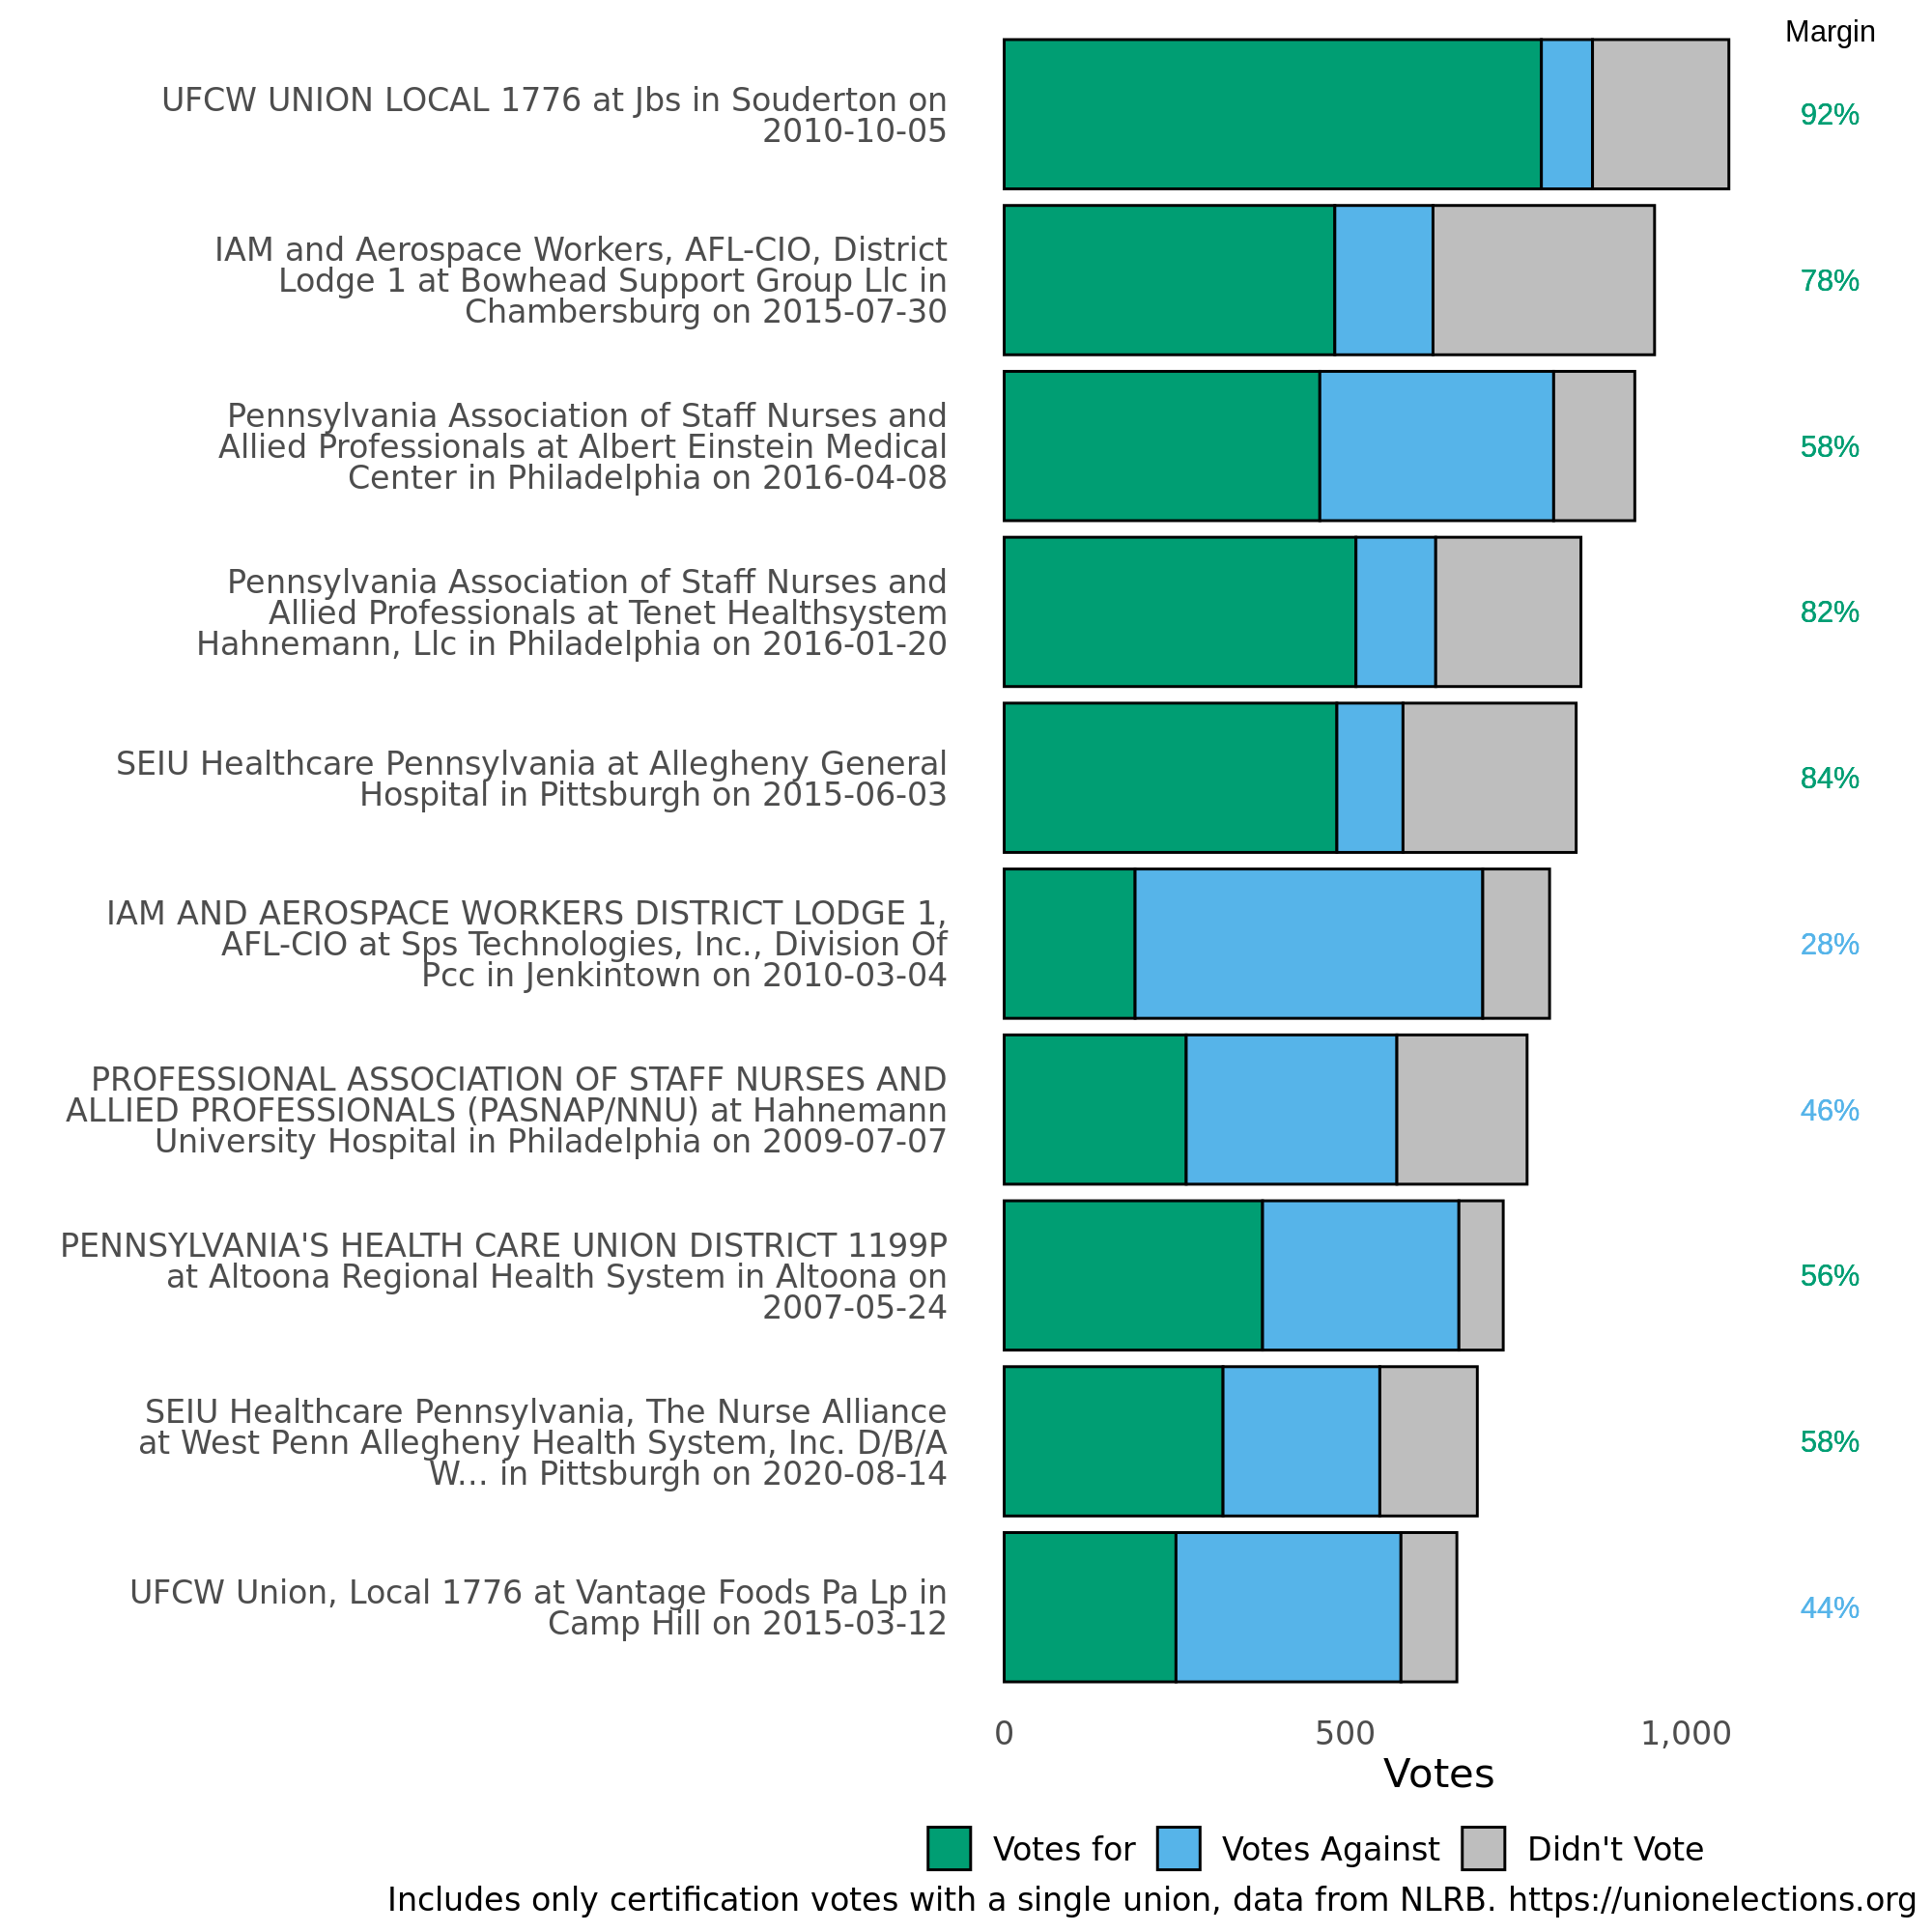 Margin
UFCW UNION LOCAL 1776 at Jbs in Souderton on
2010-10-05
92%
IAM and Aerospace Workers, AFL-CIO, District
Lodge 1 at Bowhead Support Group Llc in
Chambersburg on 2015-07-30
78%
Pennsylvania Association of Staff Nurses and
Allied Professionals at Albert Einstein Medical
Center in Philadelphia on 2016-04-08
58%
Pennsylvania Association of Staff Nurses and
Allied Professionals at Tenet Healthsystem
Hahnemann, Llc in Philadelphia on 2016-01-20
82%
SEIU Healthcare Pennsylvania at Allegheny General
Hospital in Pittsburgh on 2015-06-03
84%
IAM AND AEROSPACE WORKERS DISTRICT LODGE 1,
AFL-CIO at Sps Technologies, Inc., Division Of
Pcc in Jenkintown on 2010-03-04
28%
PROFESSIONAL ASSOCIATION OF STAFF NURSES AND
ALLIED PROFESSIONALS (PASNAP/NNU) at Hahnemann
University Hospital in Philadelphia on 2009-07-07
46%
PENNSYLVANIA'S HEALTH CARE UNION DISTRICT 1199P
at Altoona Regional Health System in Altoona on
2007-05-24
56%
SEIU Healthcare Pennsylvania, The Nurse Alliance
at West Penn Allegheny Health System, Inc. D/B/A
W... in Pittsburgh on 2020-08-14
58%
UFCW Union, Local 1776 at Vantage Foods Pa Lp in
Camp Hill on 2015-03-12
44%
0 500 1,000
Votes
Votes for Votes Against Didn't Vote
Includes only certification votes with a single union, data from NLRB. https://unionelections.org